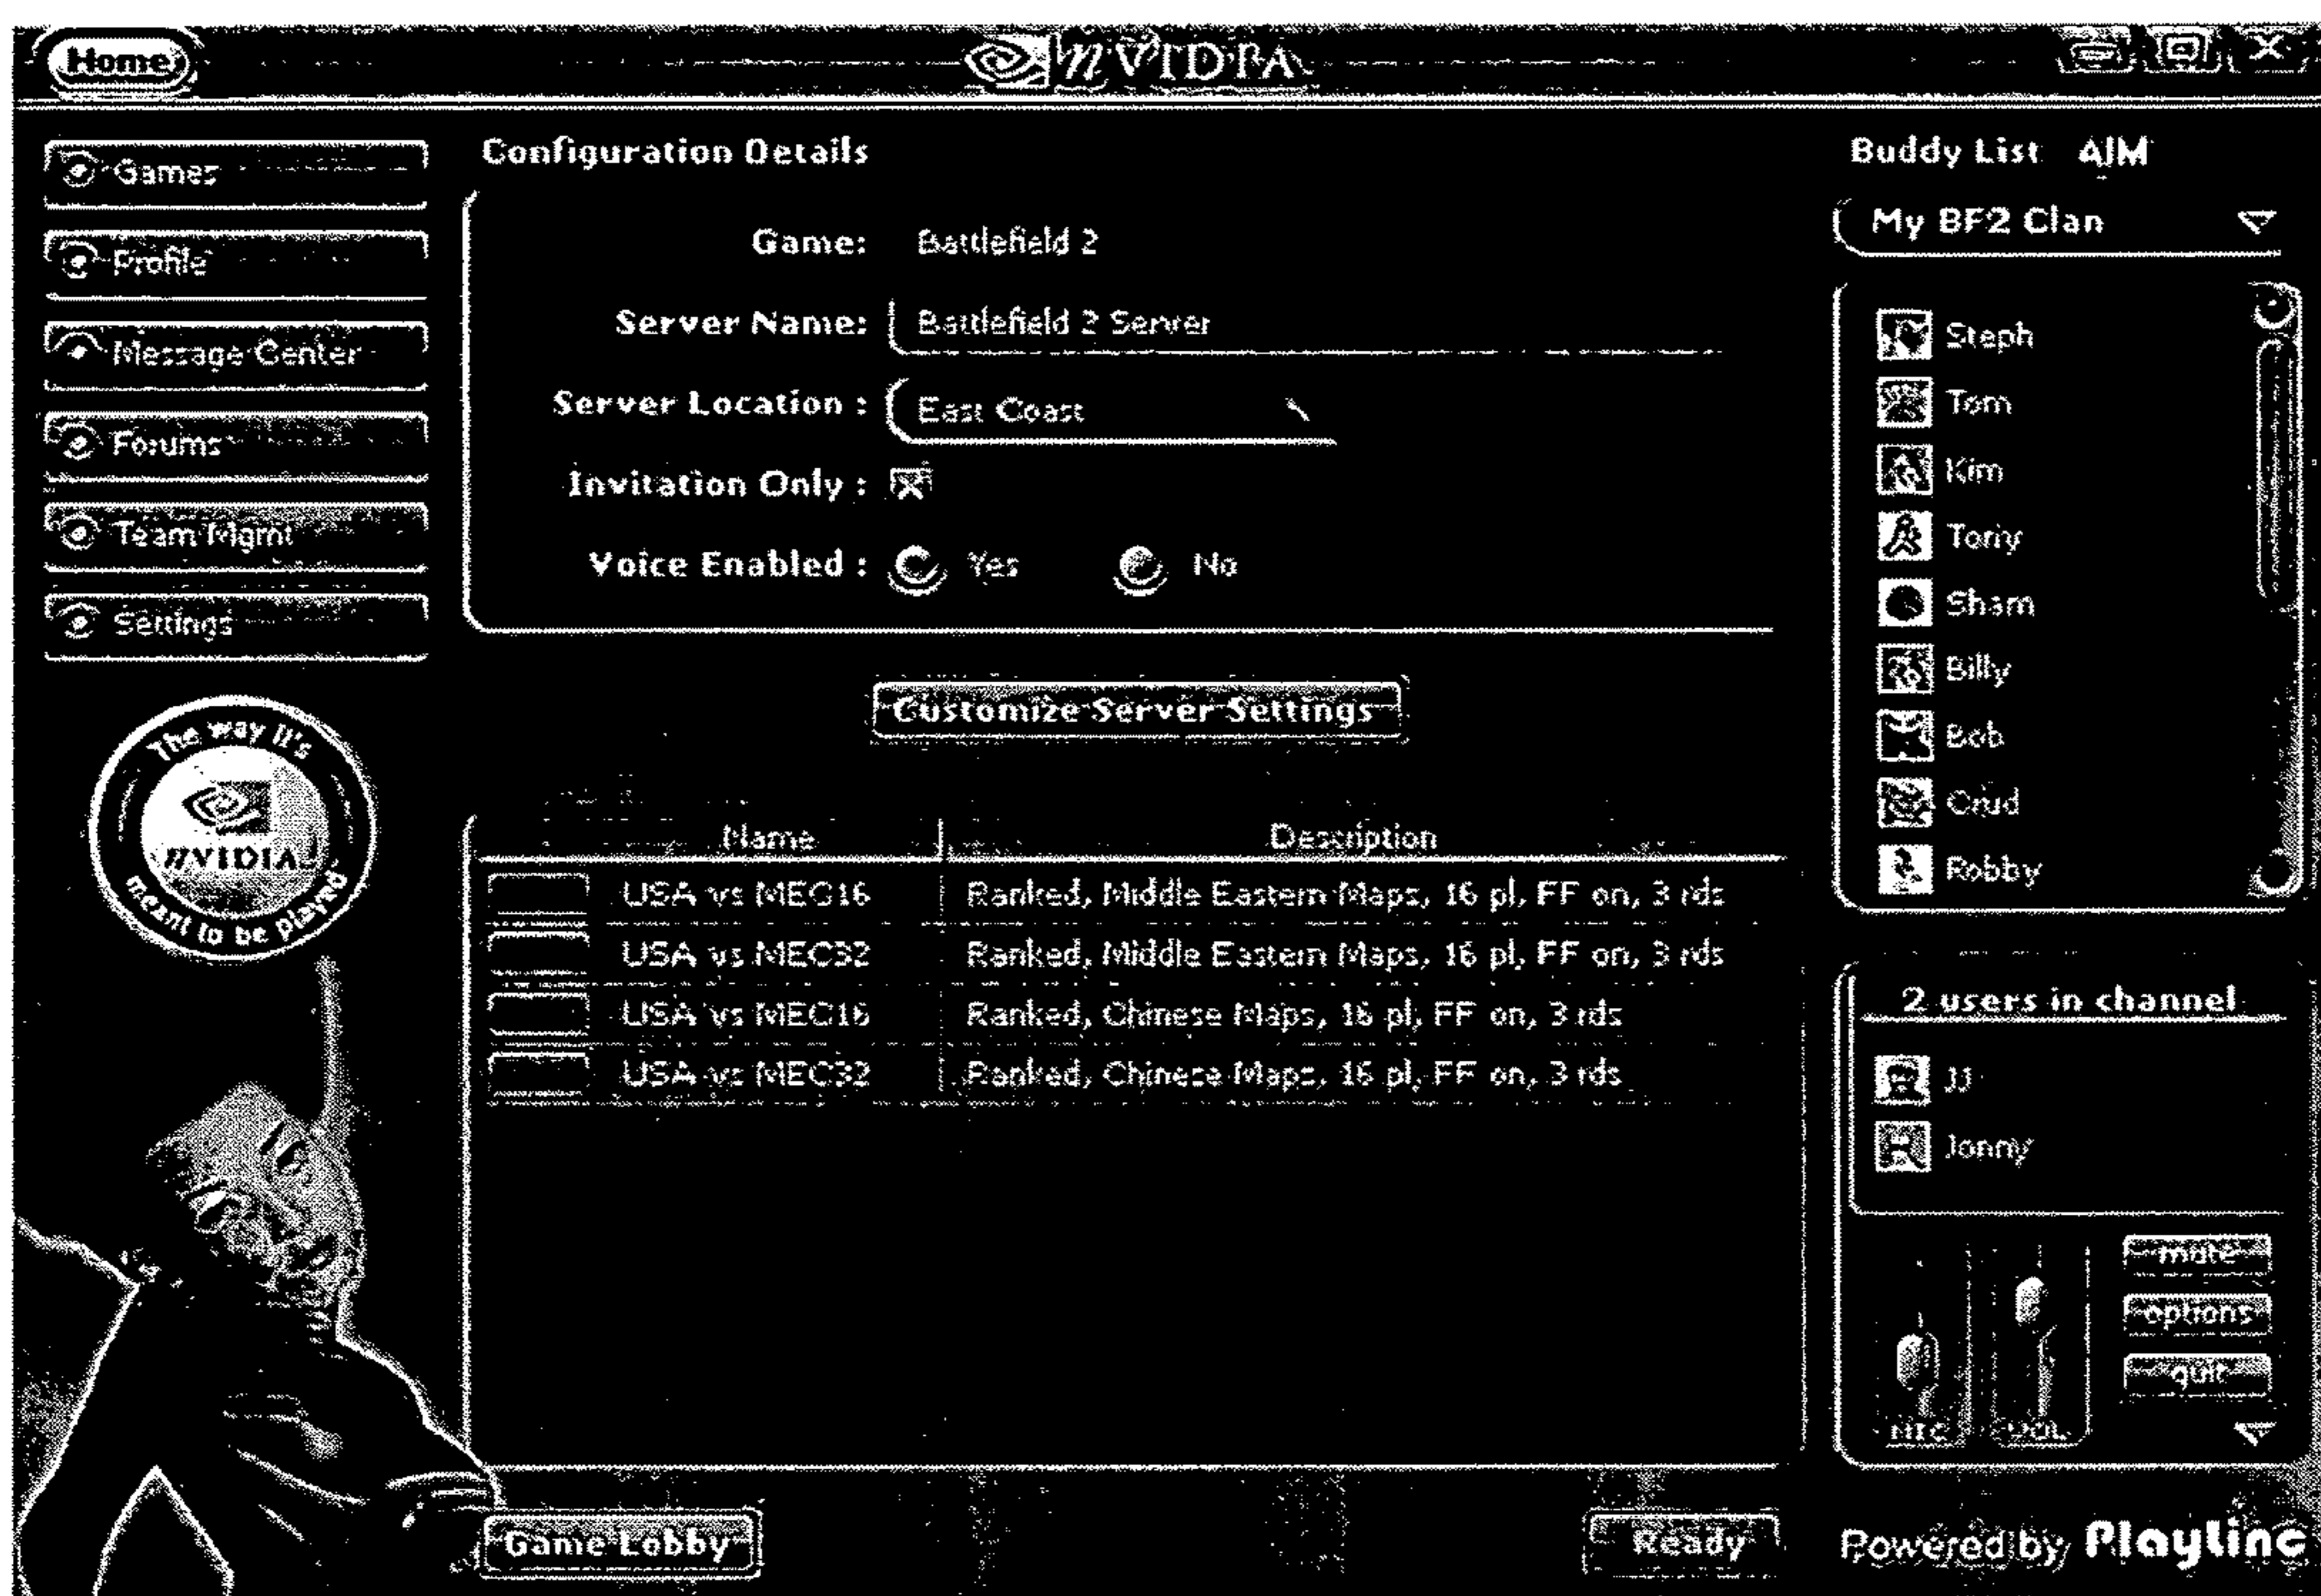 Home
nVIDIA
Games
Profile
Message Center
Forums
Team Mgmt
Settings
The way it's
nVIDIA
meant to be played
Configuration Details
Game: Battlefield 2
Server Name: Battlefield 2 Server
Server Location : East Coast
Invitation Only :
Voice Enabled : Yes No
Customize Server Settings
Name Description
USA vs MEC16 Ranked, Middle Eastern Maps, 16 pl, FF on, 3 rds
USA vs MEC32 Ranked, Middle Eastern Maps, 16 pl, FF on, 3 rds
USA vs MEC16 Ranked, Chinese Maps, 16 pl, FF on, 3 rds
USA vs MEC32 Ranked, Chinese Maps, 16 pl, FF on, 3 rds
Game Lobby
Ready
Buddy List AIM
My BF2 Clan
Steph
Tom
Kim
Tony
Sham
Billy
Bob
Crud
Robby
2 users in channel
JJ
Jonny
mute
options
quit
MIC VOL
Powered by PlayLinc